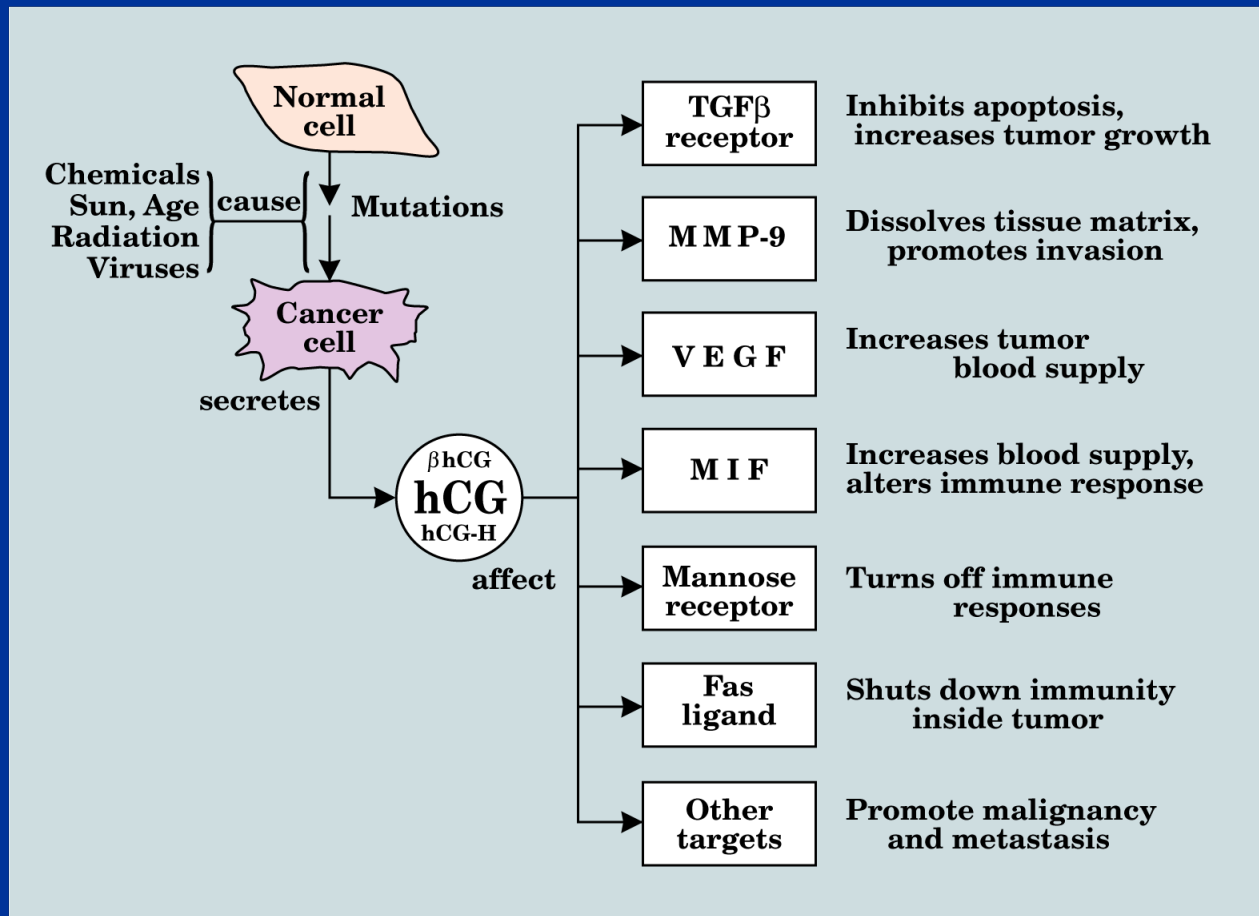 Normal
cell
Chemicals
Sun, Age
Radiation
Viruses
cause
Mutations
Cancer
cell
secretes
βhCG
hCG
hCG-H
affect
TGFβ
receptor
Inhibits apoptosis,
increases tumor growth
MMP-9
Dissolves tissue matrix,
promotes invasion
VEGF
Increases tumor
blood supply
MIF
Increases blood supply,
alters immune response
Mannose
receptor
Turns off immune
responses
Fas
ligand
Shuts down immunity
inside tumor
Other
targets
Promote malignancy
and metastasis